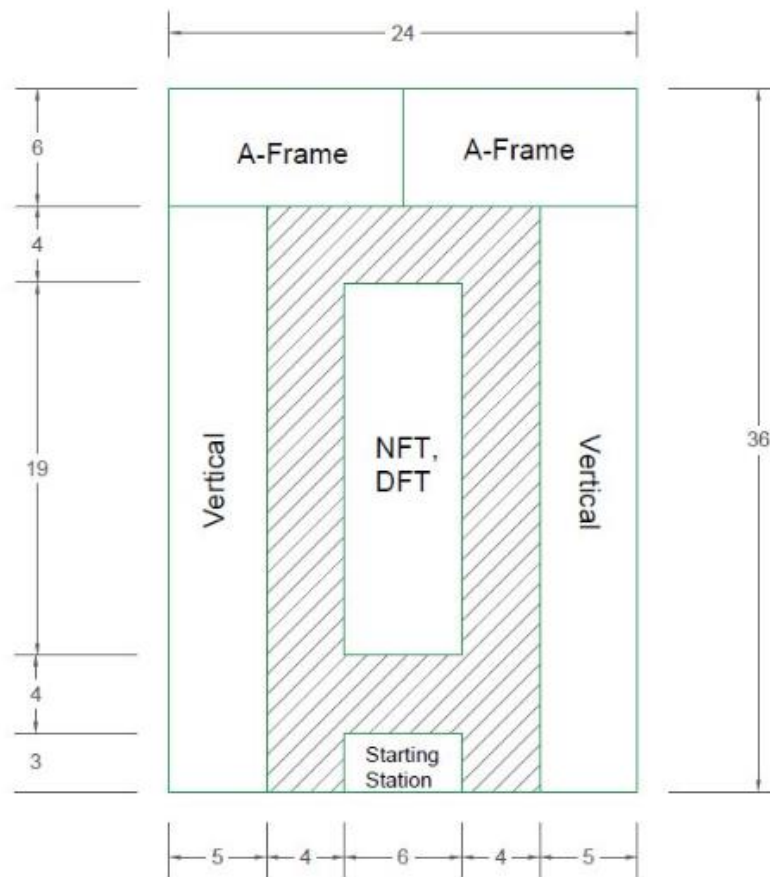 24
6
A-Frame
A-Frame
4
19
Vertical
NFT,
DFT
Vertical
36
4
3
Starting
Station
5
4
6
4
5